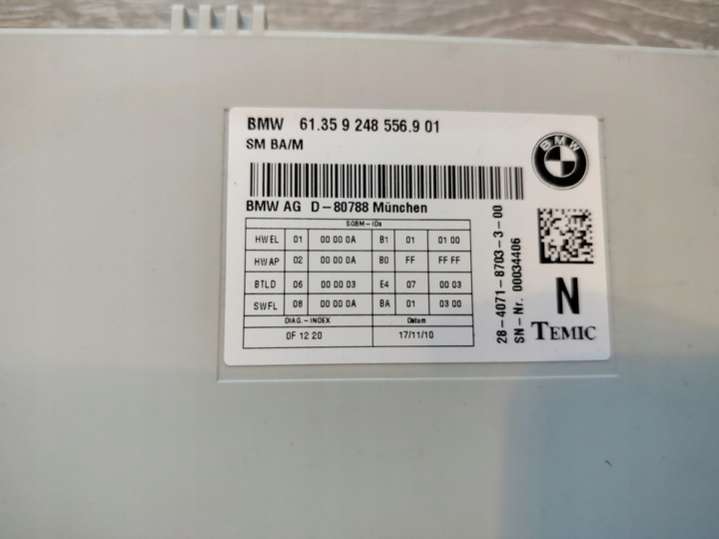 BMW 61.35 9 248 556.9 01
SM BA/M
BMW
BMW AG D-80788 München
SGBM-IDs
HWEL 01 00 00 0A B1 01 01 00
HWAP 02 00 00 0A B0 FF FF FF
BTLD 06 00 00 03 E4 07 00 03
SWFL 08 00 00 0A BA 01 03 00
DIAG.-INDEX Datum
0F 12 20 17/11/10
28-4071-8703-3-00
SN-Nr. 00034406
N
TEMIC